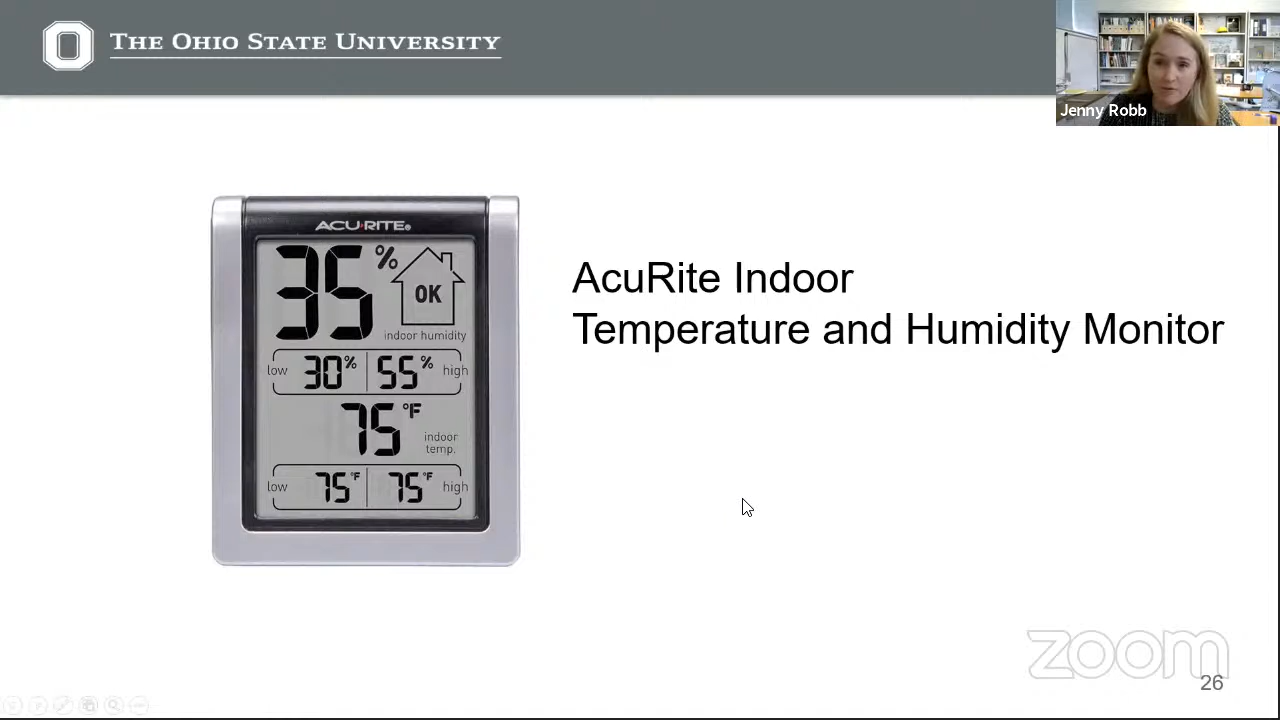 THE OHIO STATE UNIVERSITY
Jenny Robb
ACU·RITE®
35%
OK
indoor humidity
low 30% 55% high
75°F
indoor
temp.
low 75°F 75°F high
AcuRite Indoor
Temperature and Humidity Monitor
zoom
26